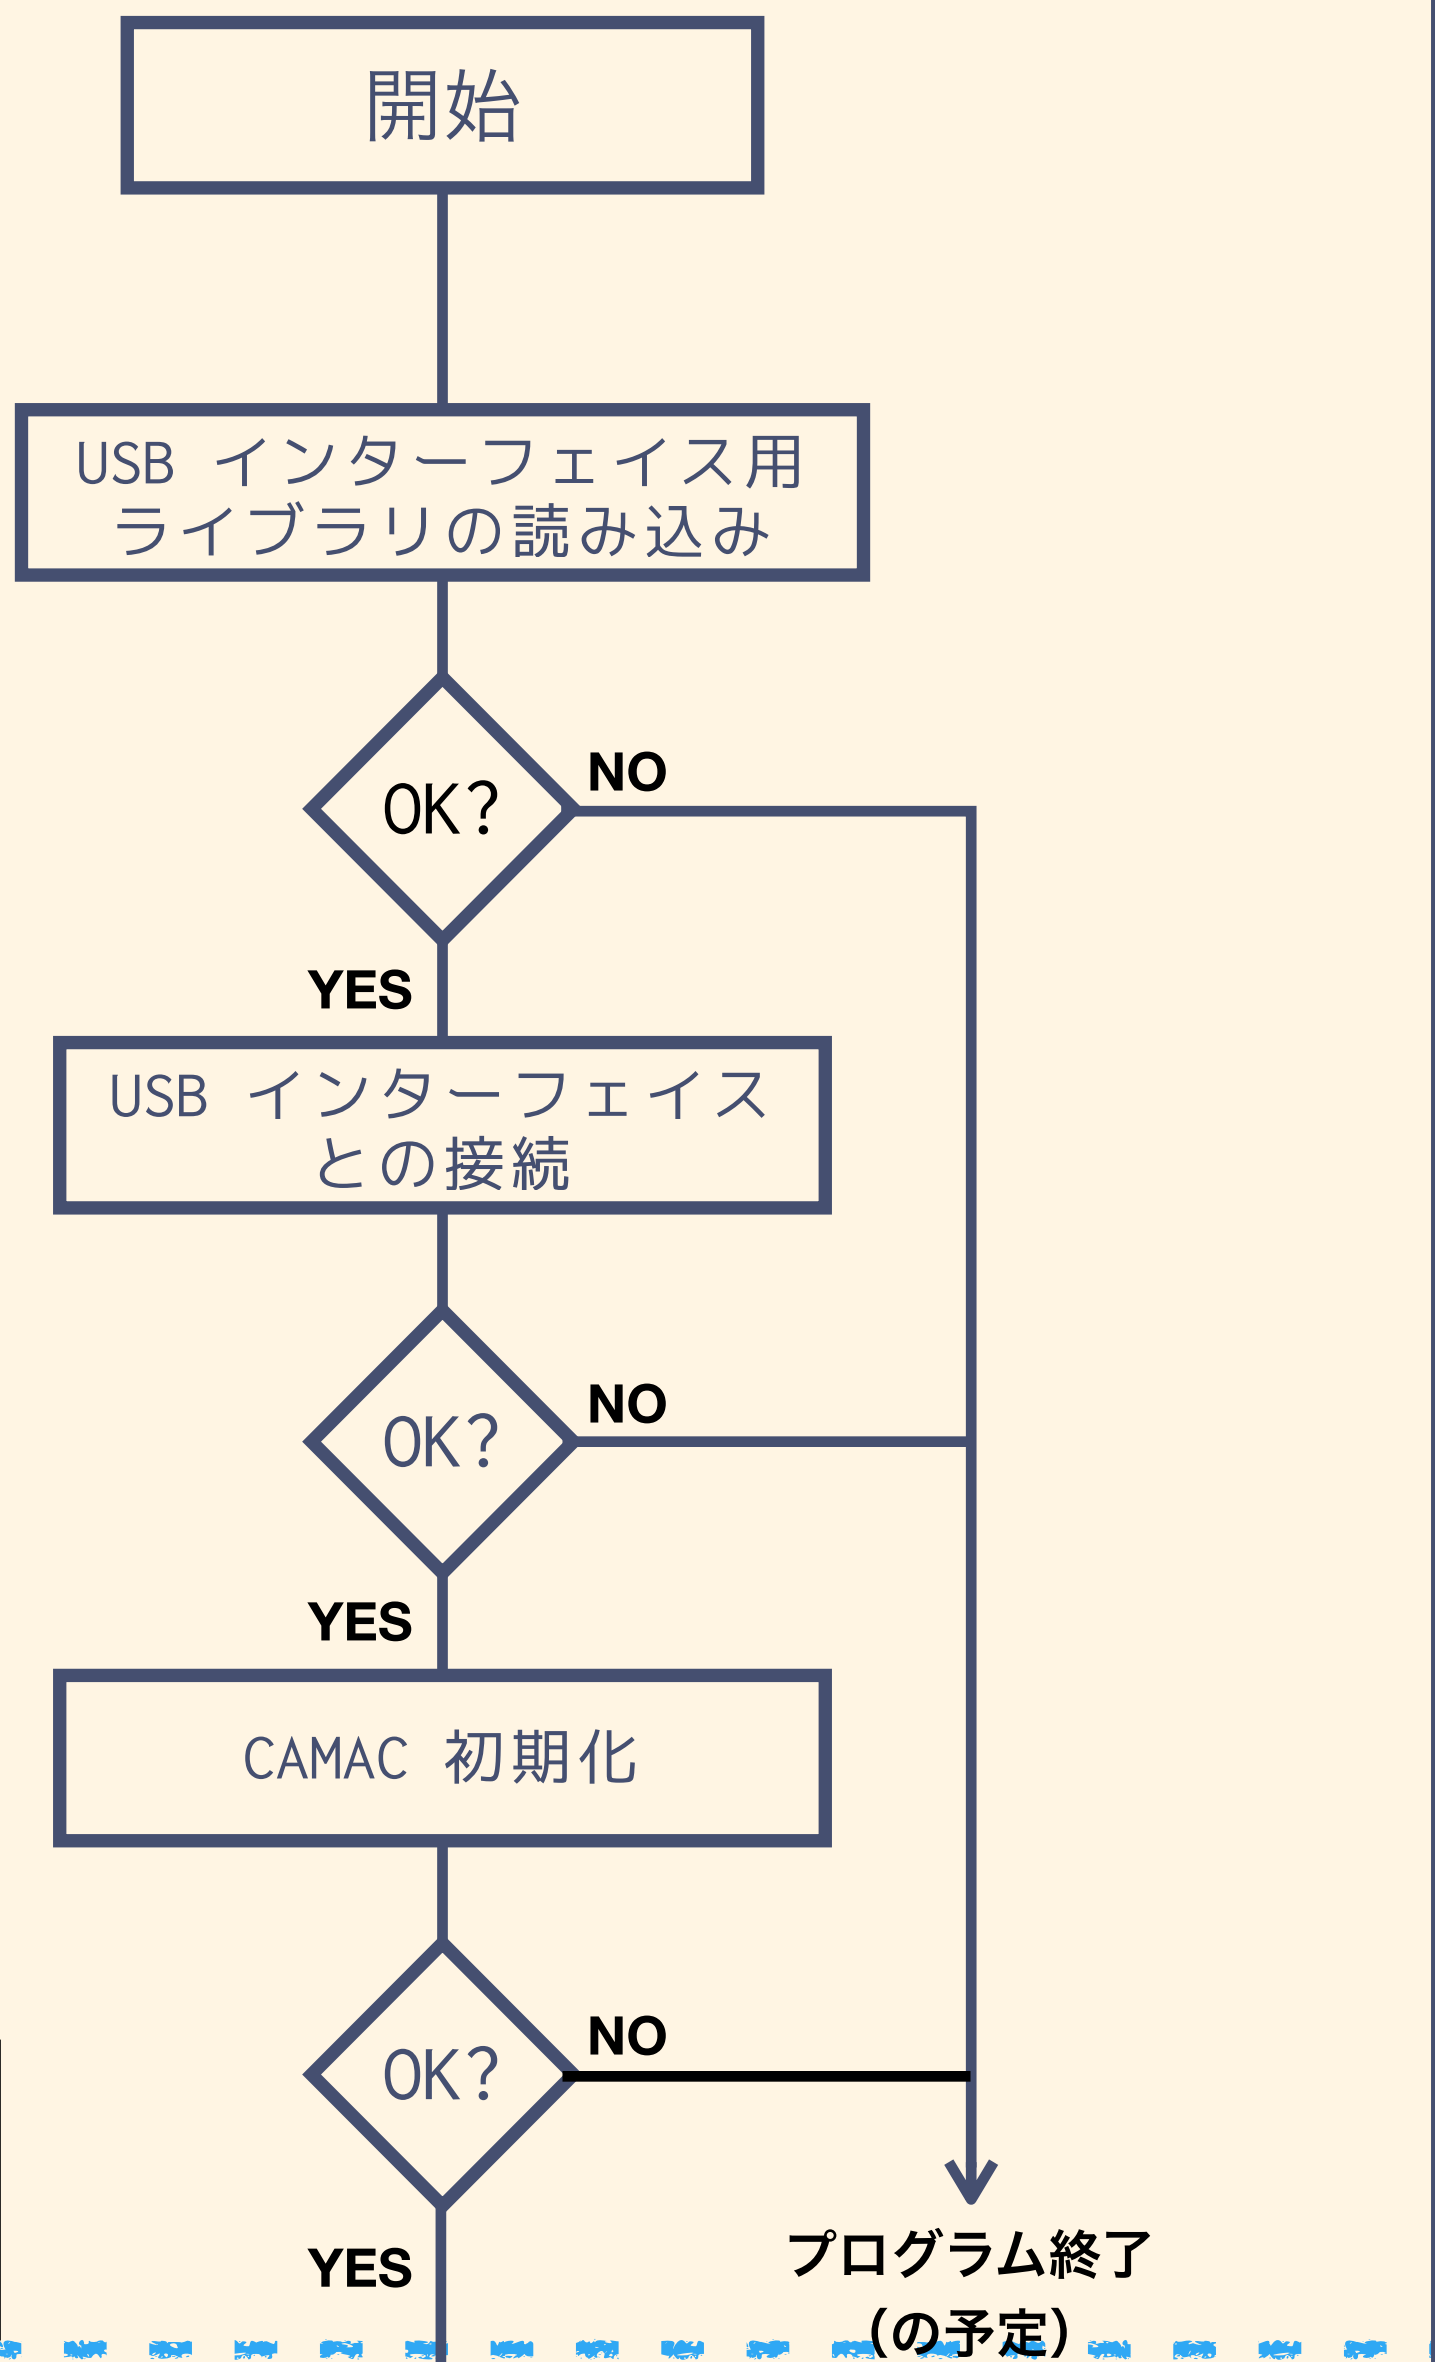 開始
USB インターフェイス用
ライブラリの読み込み
OK?
NO
YES
USB インターフェイス
との接続
OK?
NO
YES
CAMAC 初期化
OK?
NO
YES
プログラム終了
(の予定)